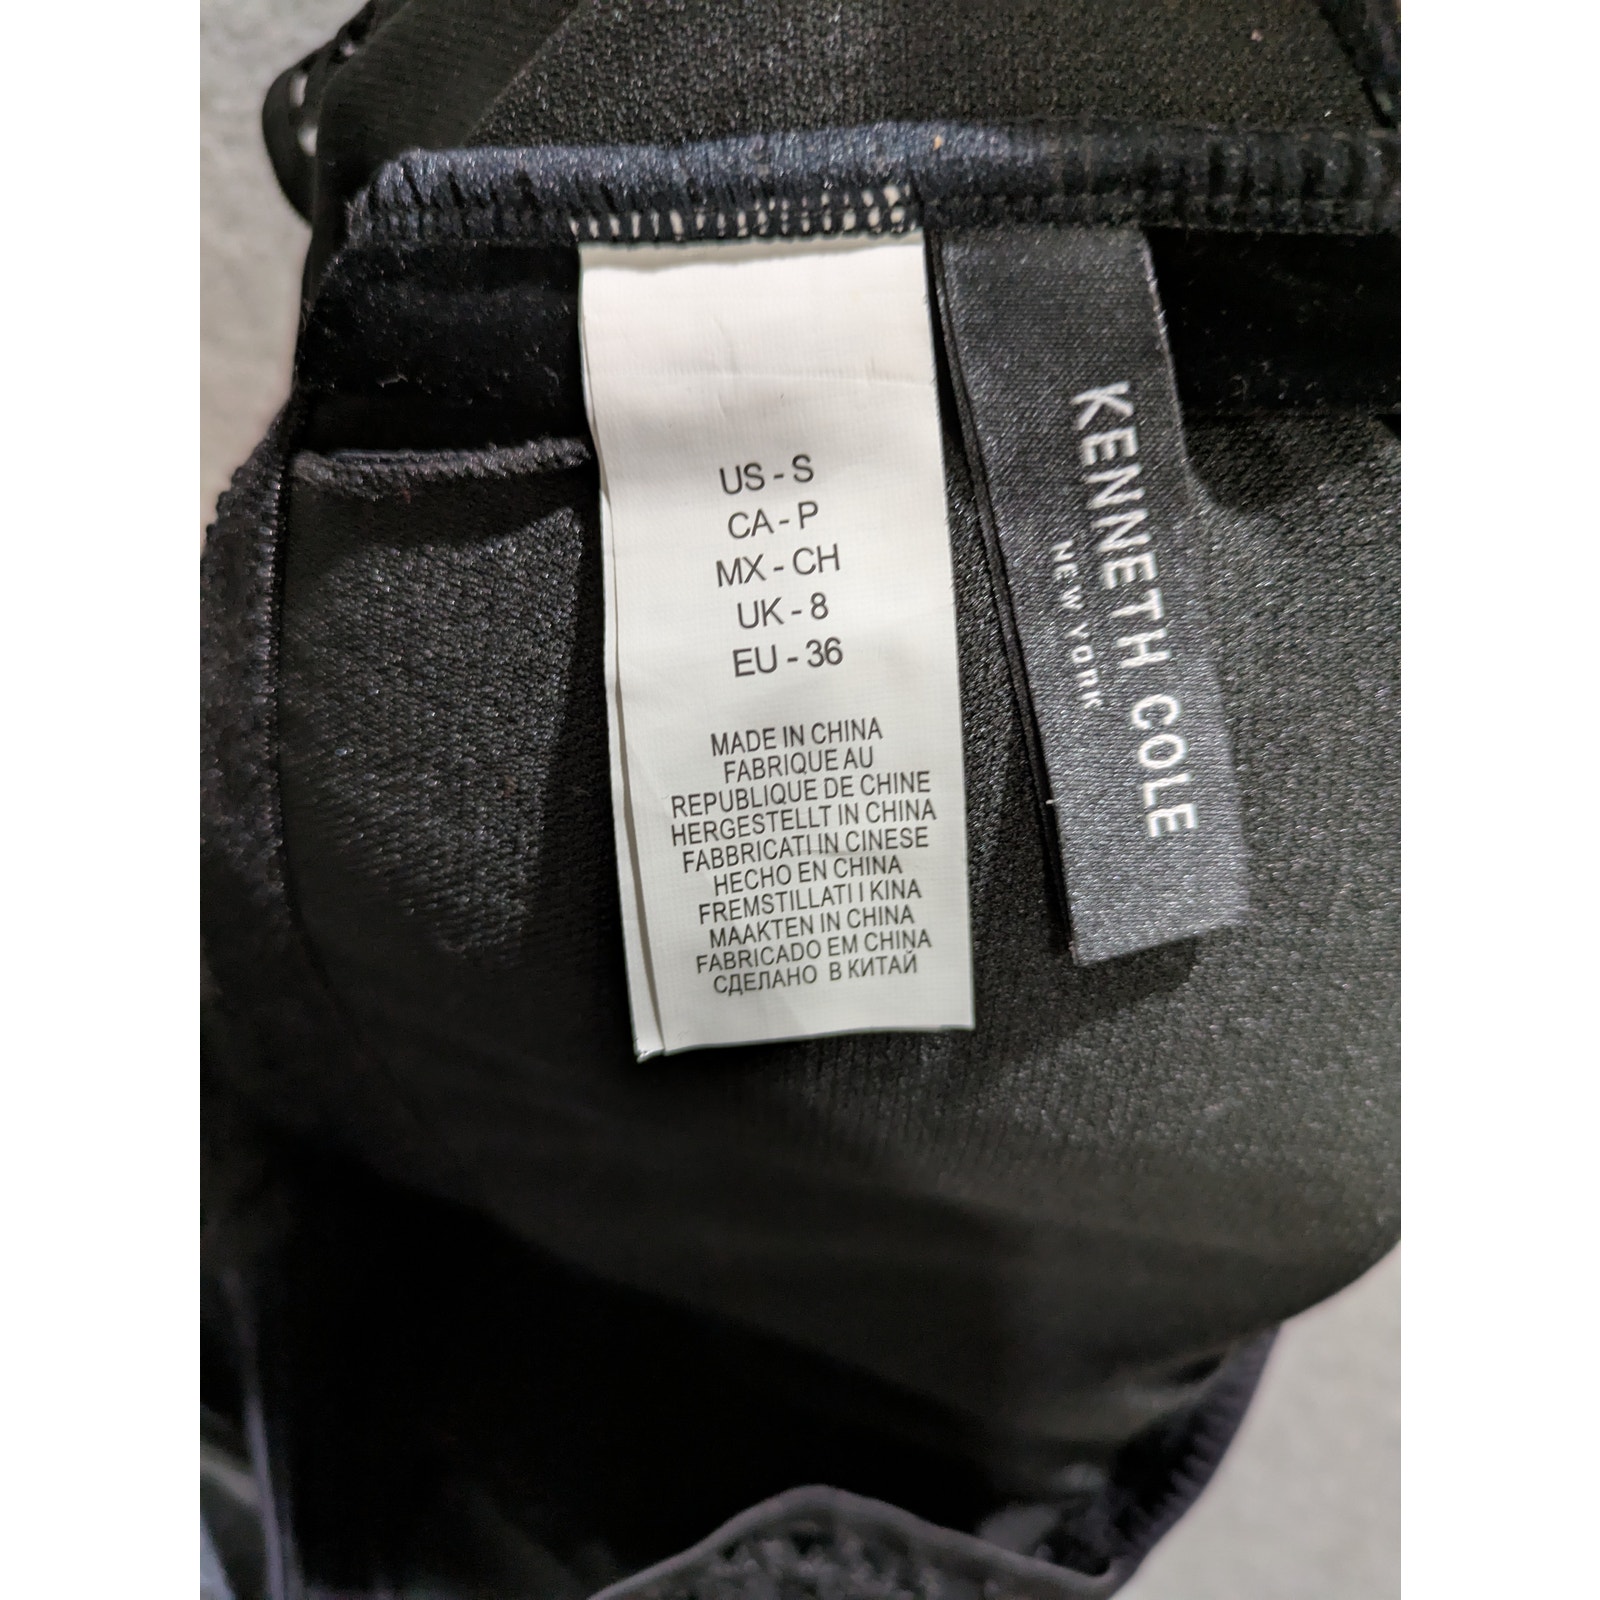 US - S
CA - P
MX - CH
UK - 8
EU - 36
MADE IN CHINA
FABRIQUE AU
REPUBLIQUE DE CHINE
HERGESTELLT IN CHINA
FABBRICATI IN CINESE
HECHO EN CHINA
FREMSTILLATI I KINA
MAAKTEN IN CHINA
FABRICADO EM CHINA
СДЕЛАНО В КИТАЙ
KENNETH COLE
NEW YORK